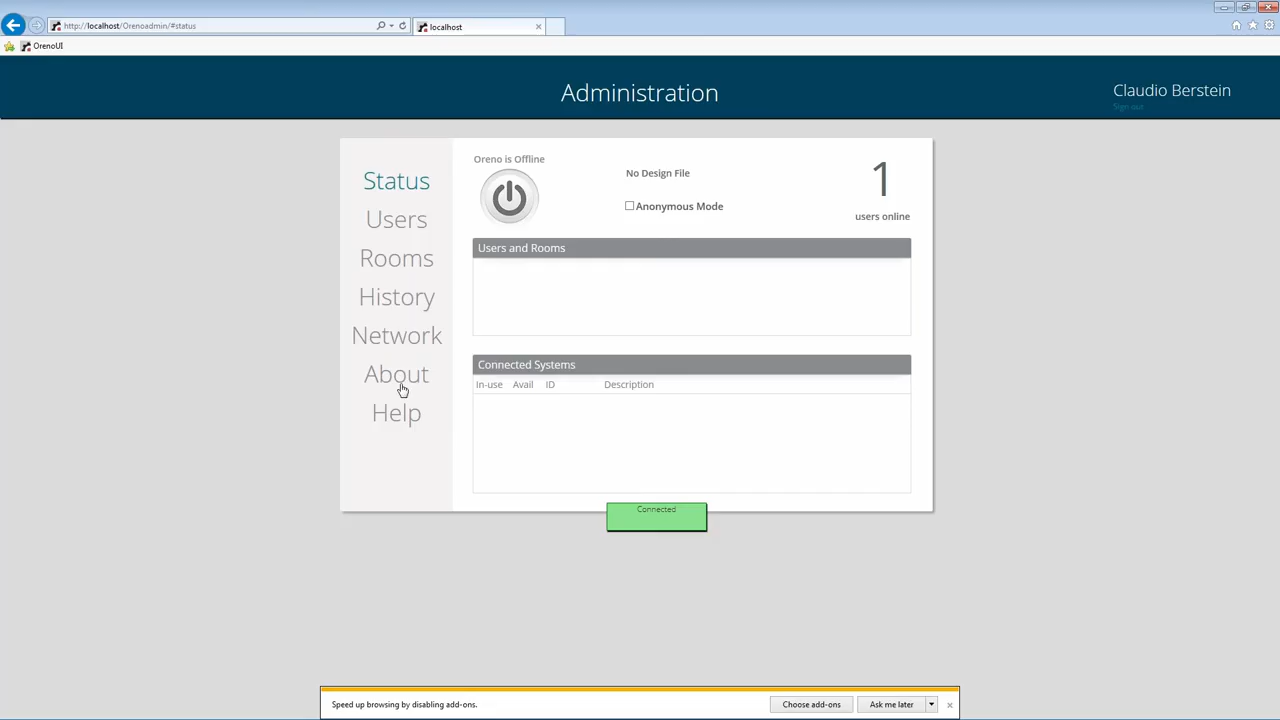 http://localhost/Orenoadmin/#status
localhost
OrenoUI
Administration
Claudio Berstein
Sign out
Status
Users
Rooms
History
Network
About
Help
Oreno is Offline
No Design File
Anonymous Mode
1
users online
Users and Rooms
Connected Systems
In-use Avail ID Description
Connected
Speed up browsing by disabling add-ons.
Choose add-ons
Ask me later